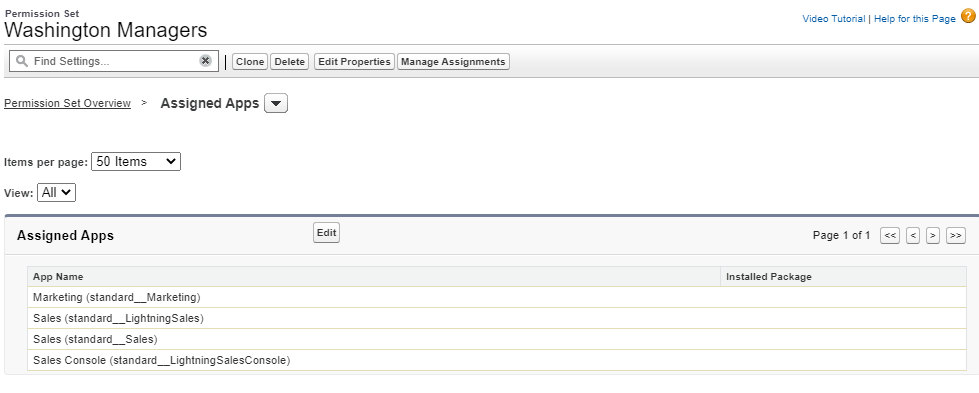 Permission Set
Washington Managers
Video Tutorial | Help for this Page ?
Find Settings... | Clone Delete Edit Properties Manage Assignments
Permission Set Overview > Assigned Apps
Items per page: 50 Items
View: All
Assigned Apps Edit Page 1 of 1 << < > >>
App Name Installed Package
Marketing (standard__Marketing)
Sales (standard__LightningSales)
Sales (standard__Sales)
Sales Console (standard__LightningSalesConsole)